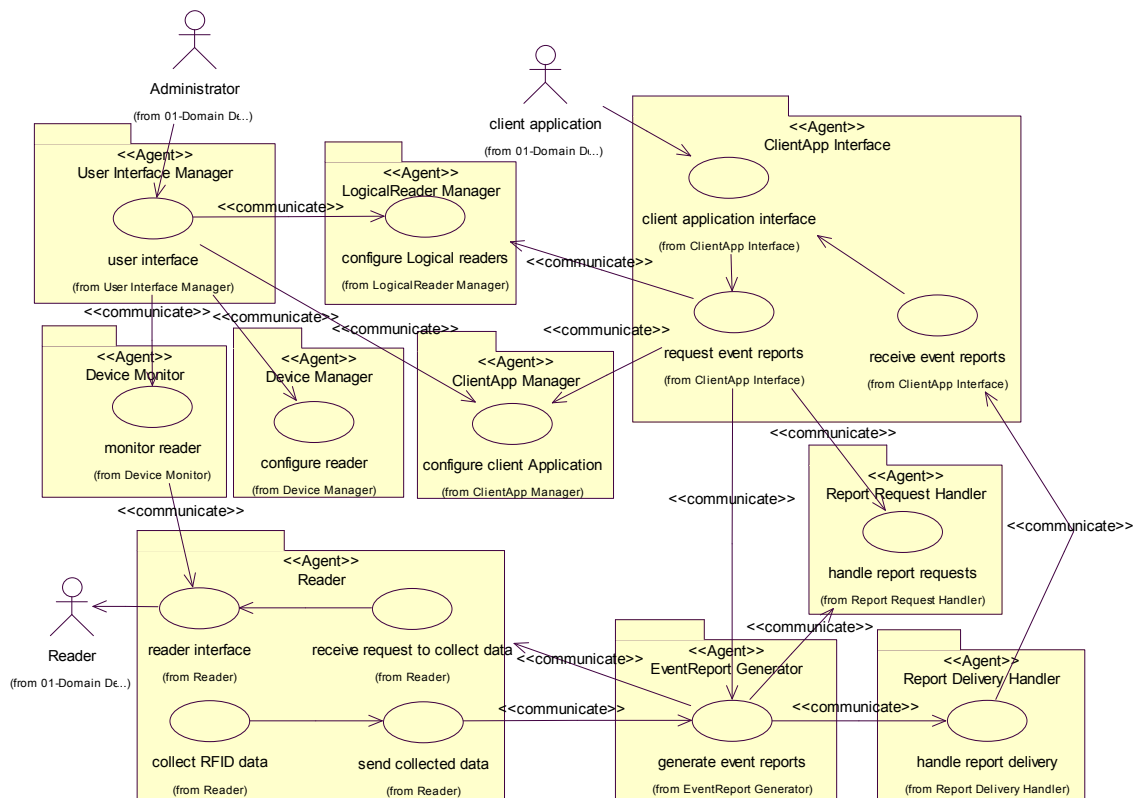 Administrator
(from 01-Domain De...)
client application
(from 01-Domain De...)
<<Agent>>
User Interface Manager
user interface
(from User Interface Manager)
<<communicate>>
<<Agent>>
LogicalReader Manager
configure Logical readers
(from LogicalReader Manager)
<<Agent>>
ClientApp Interface
client application interface
(from ClientApp Interface)
<<communicate>>
request event reports
(from ClientApp Interface)
receive event reports
(from ClientApp Interface)
<<communicate>>
<<communicate>>
<<communicate>>
<<communicate>>
<<Agent>>
Device Monitor
monitor reader
(from Device Monitor)
<<Agent>>
Device Manager
configure reader
(from Device Manager)
<<Agent>>
ClientApp Manager
configure client Application
(from ClientApp Manager)
<<communicate>>
<<communicate>>
<<Agent>>
Report Request Handler
handle report requests
(from Report Request Handler)
<<communicate>>
<<communicate>>
<<Agent>>
Reader
Reader
(from 01-Domain De...)
reader interface
(from Reader)
receive request to collect data
(from Reader)
<<communicate>>
<<communicate>>
collect RFID data
(from Reader)
send collected data
(from Reader)
<<communicate>>
<<Agent>>
EventReport Generator
generate event reports
(from EventReport Generator)
<<communicate>>
<<Agent>>
Report Delivery Handler
handle report delivery
(from Report Delivery Handler)